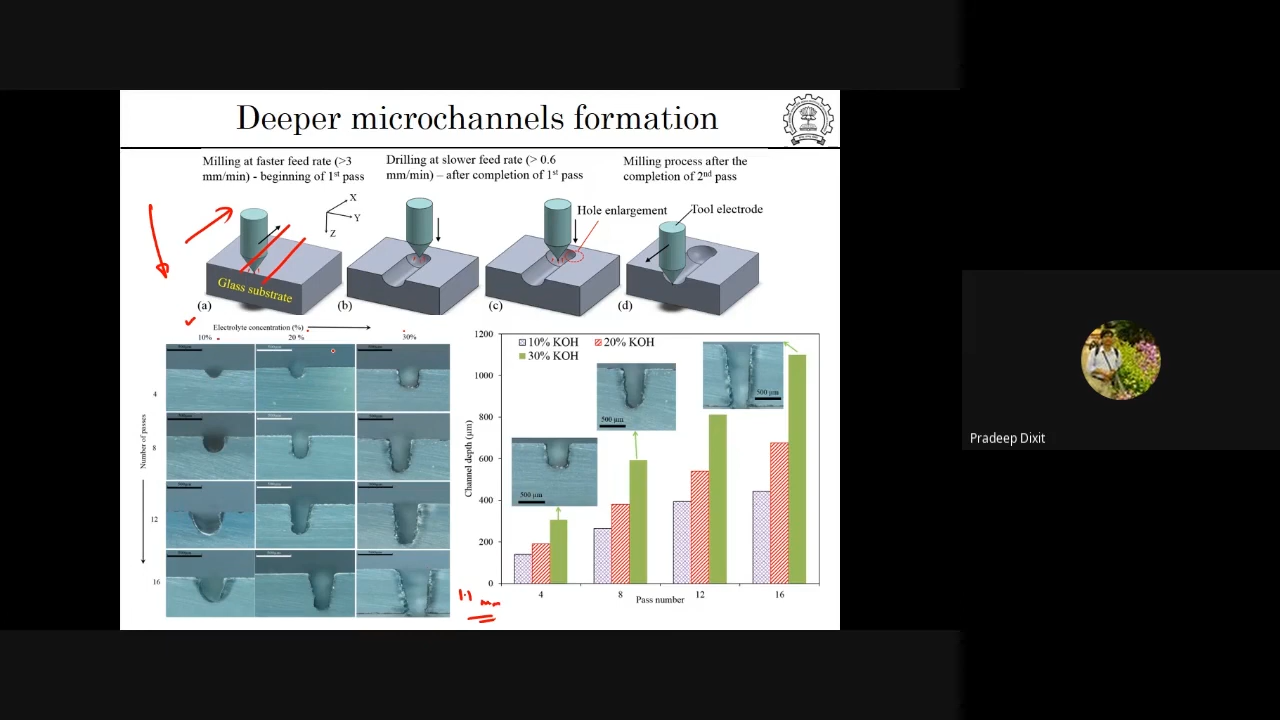 Deeper microchannels formation
Milling at faster feed rate (>3
mm/min) - beginning of 1st pass
Drilling at slower feed rate (> 0.6
mm/min) – after completion of 1st pass
Milling process after the
completion of 2nd pass
X
Y
Z
Hole enlargement
Tool electrode
Glass substrate
(a)
(b)
(c)
(d)
Electrolyte concentration (%)
10%
20 %
30%
Number of passes
4
8
12
16
1.1 mm
10% KOH
20% KOH
30% KOH
Channel depth (µm)
1200
1000
800
600
400
200
0
500 µm
500 µm
500 µm
4
8
12
16
Pass number
Pradeep Dixit